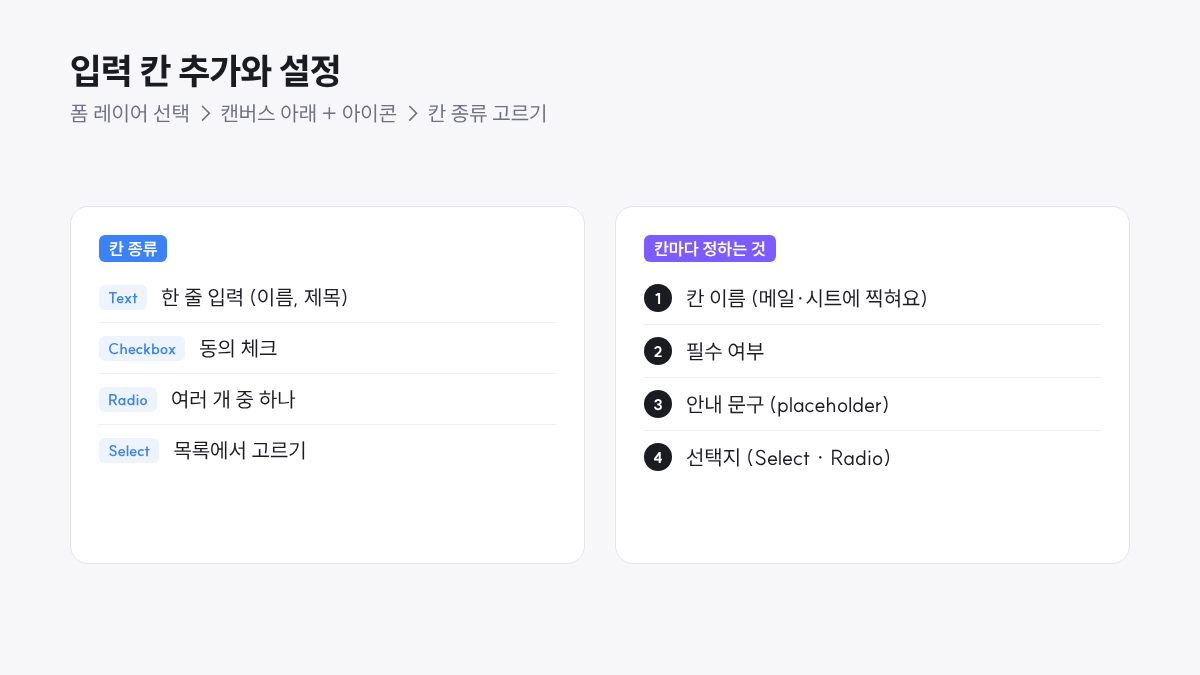 입력 칸 추가와 설정
폼 레이어 선택 > 캔버스 아래 + 아이콘 > 칸 종류 고르기
칸 종류
Text 한 줄 입력 (이름, 제목)
Checkbox 동의 체크
Radio 여러 개 중 하나
Select 목록에서 고르기
칸마다 정하는 것
1 칸 이름 (메일·시트에 찍혀요)
2 필수 여부
3 안내 문구 (placeholder)
4 선택지 (Select · Radio)